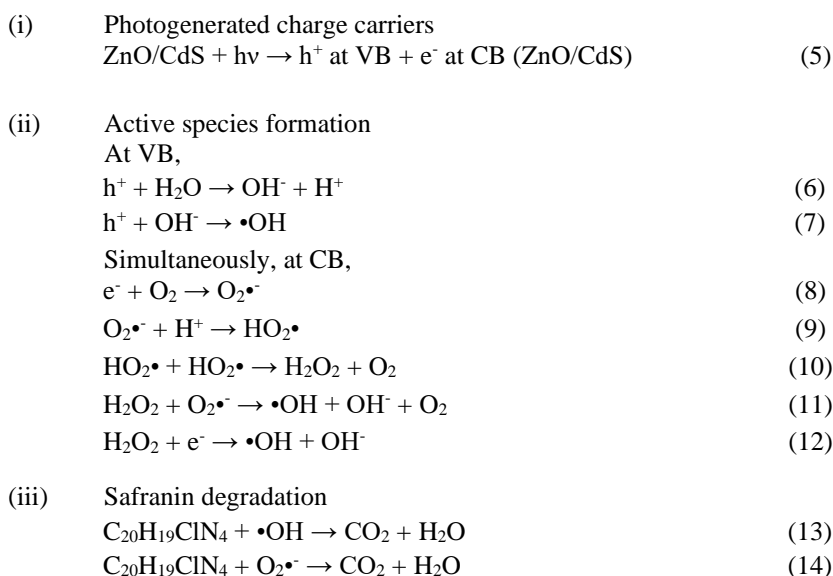 (i) Photogenerated charge carriers
ZnO/CdS + hν → h⁺ at VB + e⁻ at CB (ZnO/CdS) (5)
(ii) Active species formation
At VB,
h⁺ + H₂O → OH⁻ + H⁺ (6)
h⁺ + OH⁻ → •OH (7)
Simultaneously, at CB,
e⁻ + O₂ → O₂•⁻ (8)
O₂•⁻ + H⁺ → HO₂• (9)
HO₂• + HO₂• → H₂O₂ + O₂ (10)
H₂O₂ + O₂•⁻ → •OH + OH⁻ + O₂ (11)
H₂O₂ + e⁻ → •OH + OH⁻ (12)
(iii) Safranin degradation
C₂₀H₁₉ClN₄ + •OH → CO₂ + H₂O (13)
C₂₀H₁₉ClN₄ + O₂•⁻ → CO₂ + H₂O (14)